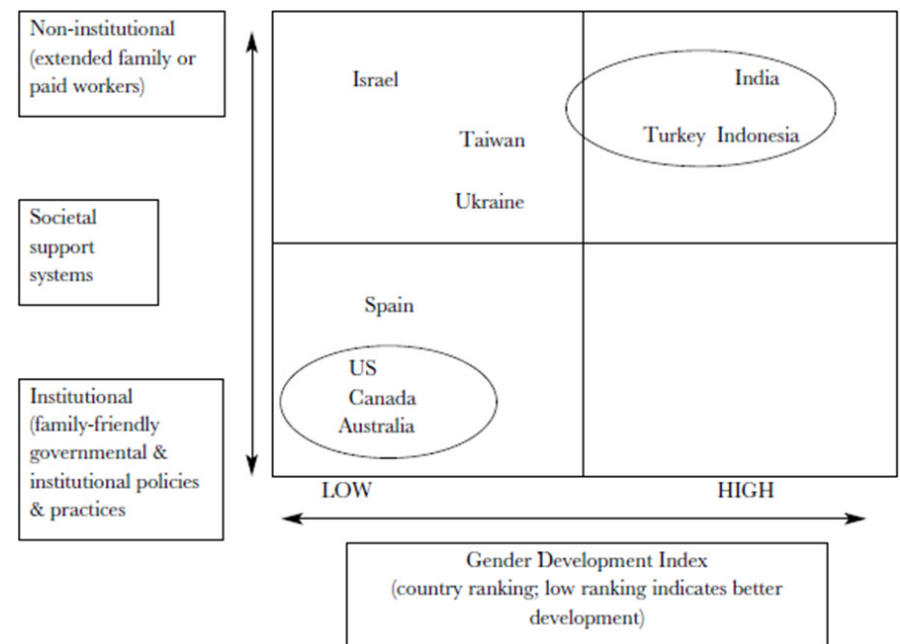 Non-institutional
(extended family or
paid workers)
Societal
support
systems
Institutional
(family-friendly
governmental &
institutional policies
& practices
Israel
India
Taiwan
Turkey Indonesia
Ukraine
Spain
US
Canada
Australia
LOW
HIGH
Gender Development Index
(country ranking; low ranking indicates better
development)